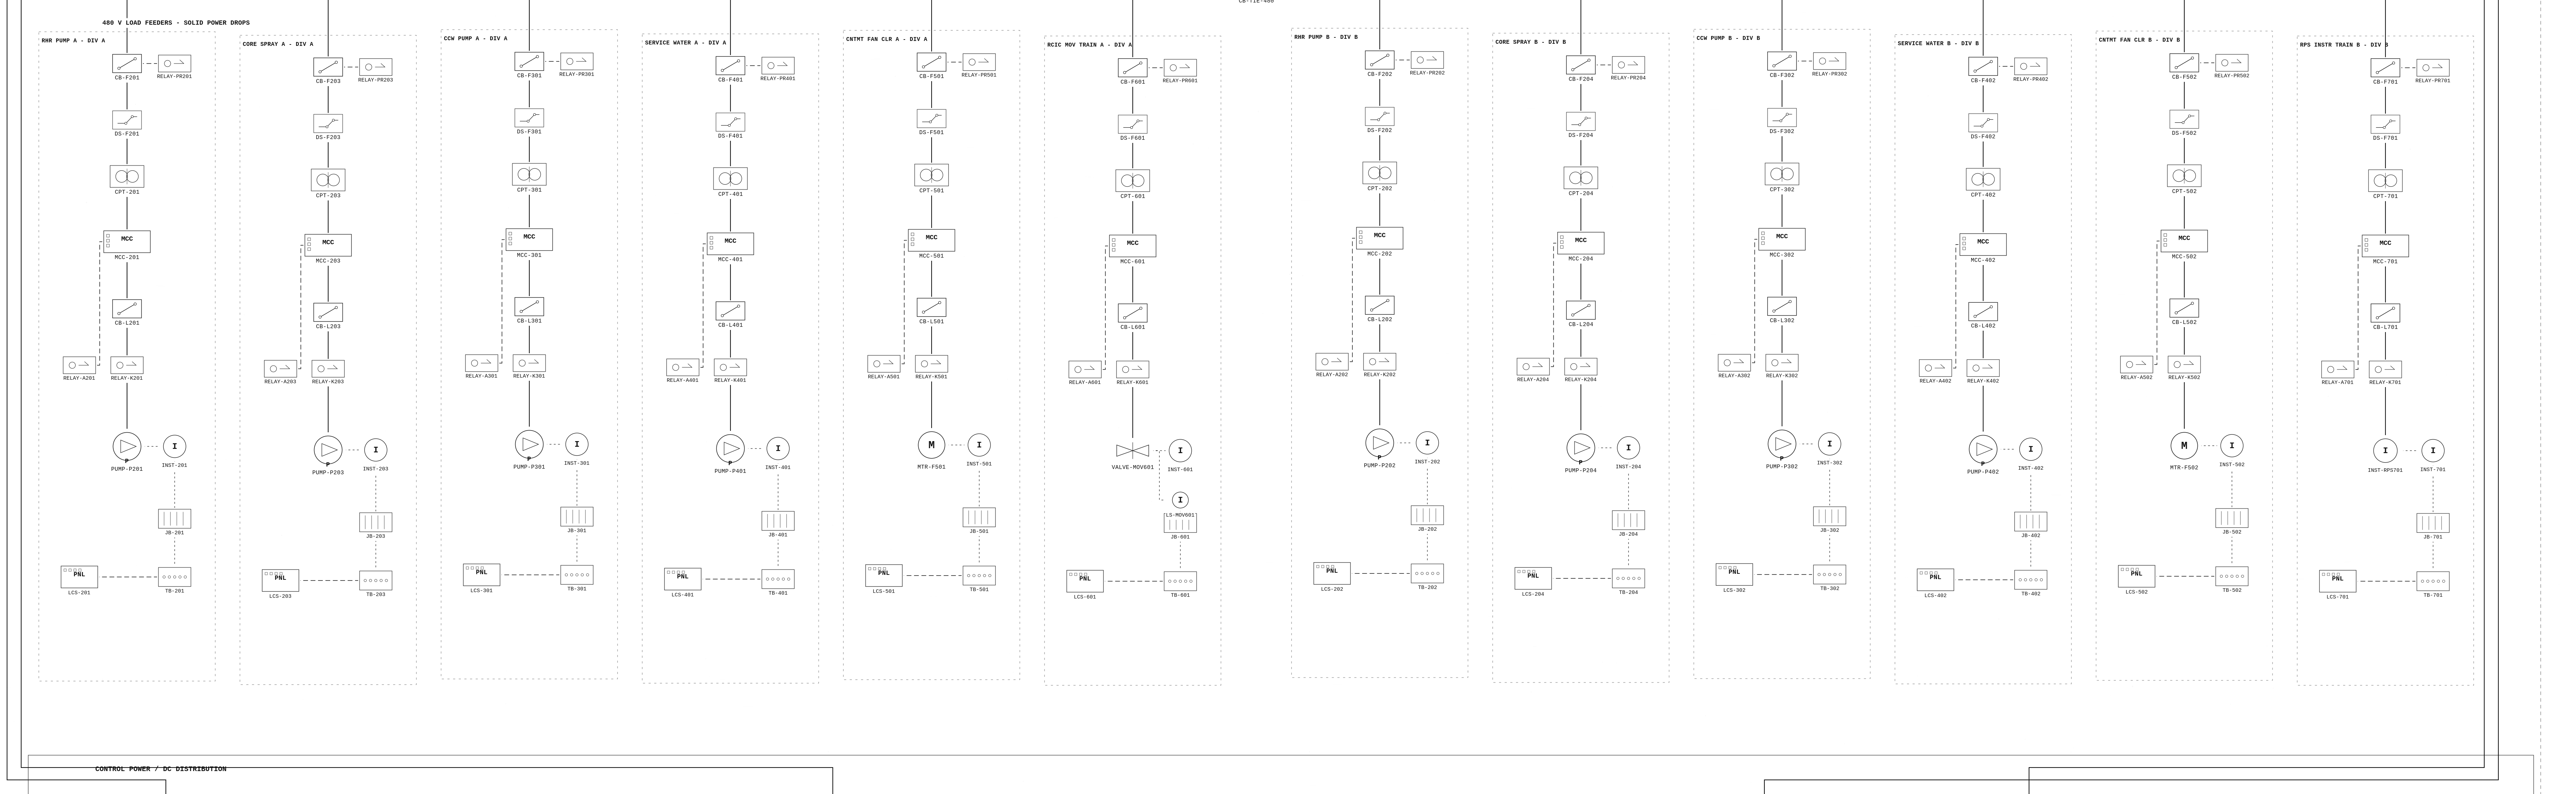 CB-TIE-480
480 V LOAD FEEDERS - SOLID POWER DROPS
RHR PUMP A - DIV A
CB-F201
RELAY-PR201
DS-F201
CPT-201
MCC
MCC-201
CB-L201
RELAY-A201
RELAY-K201
P
PUMP-P201
I
INST-201
JB-201
PNL
LCS-201
TB-201
CORE SPRAY A - DIV A
CB-F203
RELAY-PR203
DS-F203
CPT-203
MCC
MCC-203
CB-L203
RELAY-A203
RELAY-K203
P
PUMP-P203
I
INST-203
JB-203
PNL
LCS-203
TB-203
CCW PUMP A - DIV A
CB-F301
RELAY-PR301
DS-F301
CPT-301
MCC
MCC-301
CB-L301
RELAY-A301
RELAY-K301
P
PUMP-P301
I
INST-301
JB-301
PNL
LCS-301
TB-301
SERVICE WATER A - DIV A
CB-F401
RELAY-PR401
DS-F401
CPT-401
MCC
MCC-401
CB-L401
RELAY-A401
RELAY-K401
P
PUMP-P401
I
INST-401
JB-401
PNL
LCS-401
TB-401
CNTMT FAN CLR A - DIV A
CB-F501
RELAY-PR501
DS-F501
CPT-501
MCC
MCC-501
CB-L501
RELAY-A501
RELAY-K501
M
MTR-F501
I
INST-501
JB-501
PNL
LCS-501
TB-501
RCIC MOV TRAIN A - DIV A
CB-F601
RELAY-PR601
DS-F601
CPT-601
MCC
MCC-601
CB-L601
RELAY-A601
RELAY-K601
VALVE-MOV601
I
INST-601
I
LS-MOV601
JB-601
PNL
LCS-601
TB-601
RHR PUMP B - DIV B
CB-F202
RELAY-PR202
DS-F202
CPT-202
MCC
MCC-202
CB-L202
RELAY-A202
RELAY-K202
P
PUMP-P202
I
INST-202
JB-202
PNL
LCS-202
TB-202
CORE SPRAY B - DIV B
CB-F204
RELAY-PR204
DS-F204
CPT-204
MCC
MCC-204
CB-L204
RELAY-A204
RELAY-K204
P
PUMP-P204
I
INST-204
JB-204
PNL
LCS-204
TB-204
CCW PUMP B - DIV B
CB-F302
RELAY-PR302
DS-F302
CPT-302
MCC
MCC-302
CB-L302
RELAY-A302
RELAY-K302
P
PUMP-P302
I
INST-302
JB-302
PNL
LCS-302
TB-302
SERVICE WATER B - DIV B
CB-F402
RELAY-PR402
DS-F402
CPT-402
MCC
MCC-402
CB-L402
RELAY-A402
RELAY-K402
P
PUMP-P402
I
INST-402
JB-402
PNL
LCS-402
TB-402
CNTMT FAN CLR B - DIV B
CB-F502
RELAY-PR502
DS-F502
CPT-502
MCC
MCC-502
CB-L502
RELAY-A502
RELAY-K502
M
MTR-F502
I
INST-502
JB-502
PNL
LCS-502
TB-502
RPS INSTR TRAIN B - DIV B
CB-F701
RELAY-PR701
DS-F701
CPT-701
MCC
MCC-701
CB-L701
RELAY-A701
RELAY-K701
I
INST-RPS701
I
INST-701
JB-701
PNL
LCS-701
TB-701
CONTROL POWER / DC DISTRIBUTION